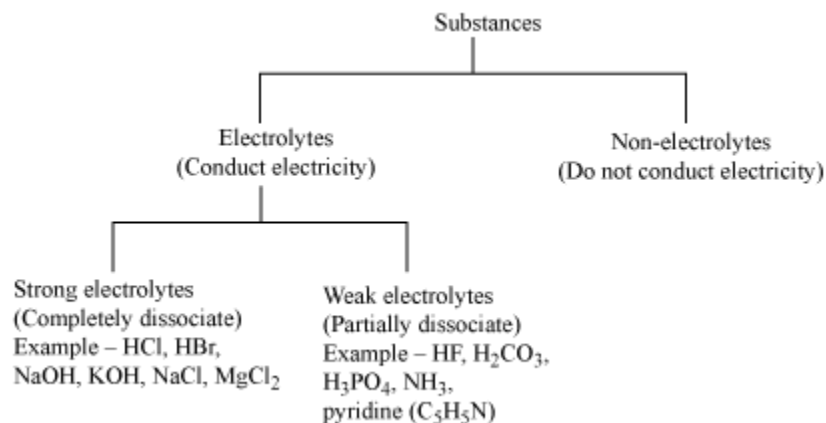 Substances
Electrolytes
(Conduct electricity)
Non-electrolytes
(Do not conduct electricity)
Strong electrolytes
(Completely dissociate)
Example – HCl, HBr,
NaOH, KOH, NaCl, MgCl₂
Weak electrolytes
(Partially dissociate)
Example – HF, H₂CO₃,
H₃PO₄, NH₃,
pyridine (C₅H₅N)